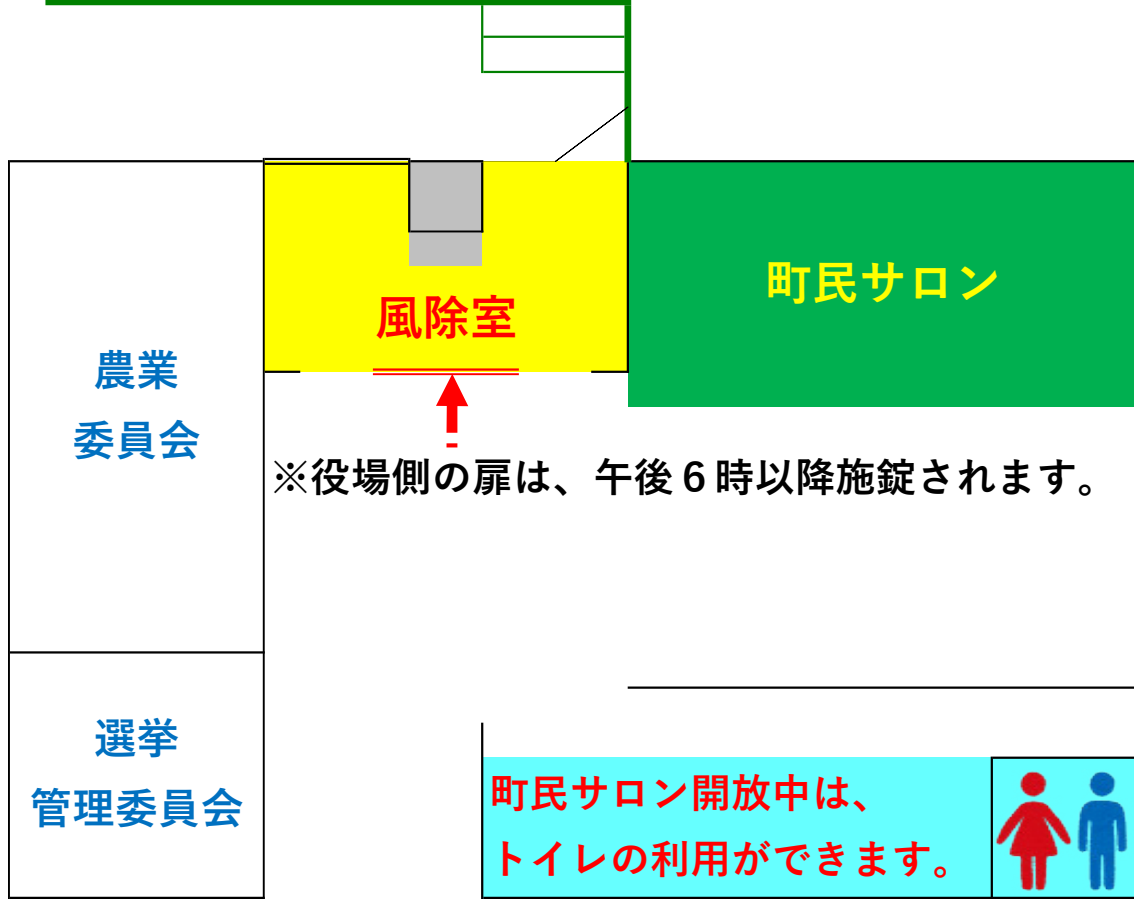 町民サロン
風除室
農業
委員会
※役場側の扉は、午後６時以降施錠されます。
選挙
管理委員会
町民サロン開放中は、
トイレの利用ができます。